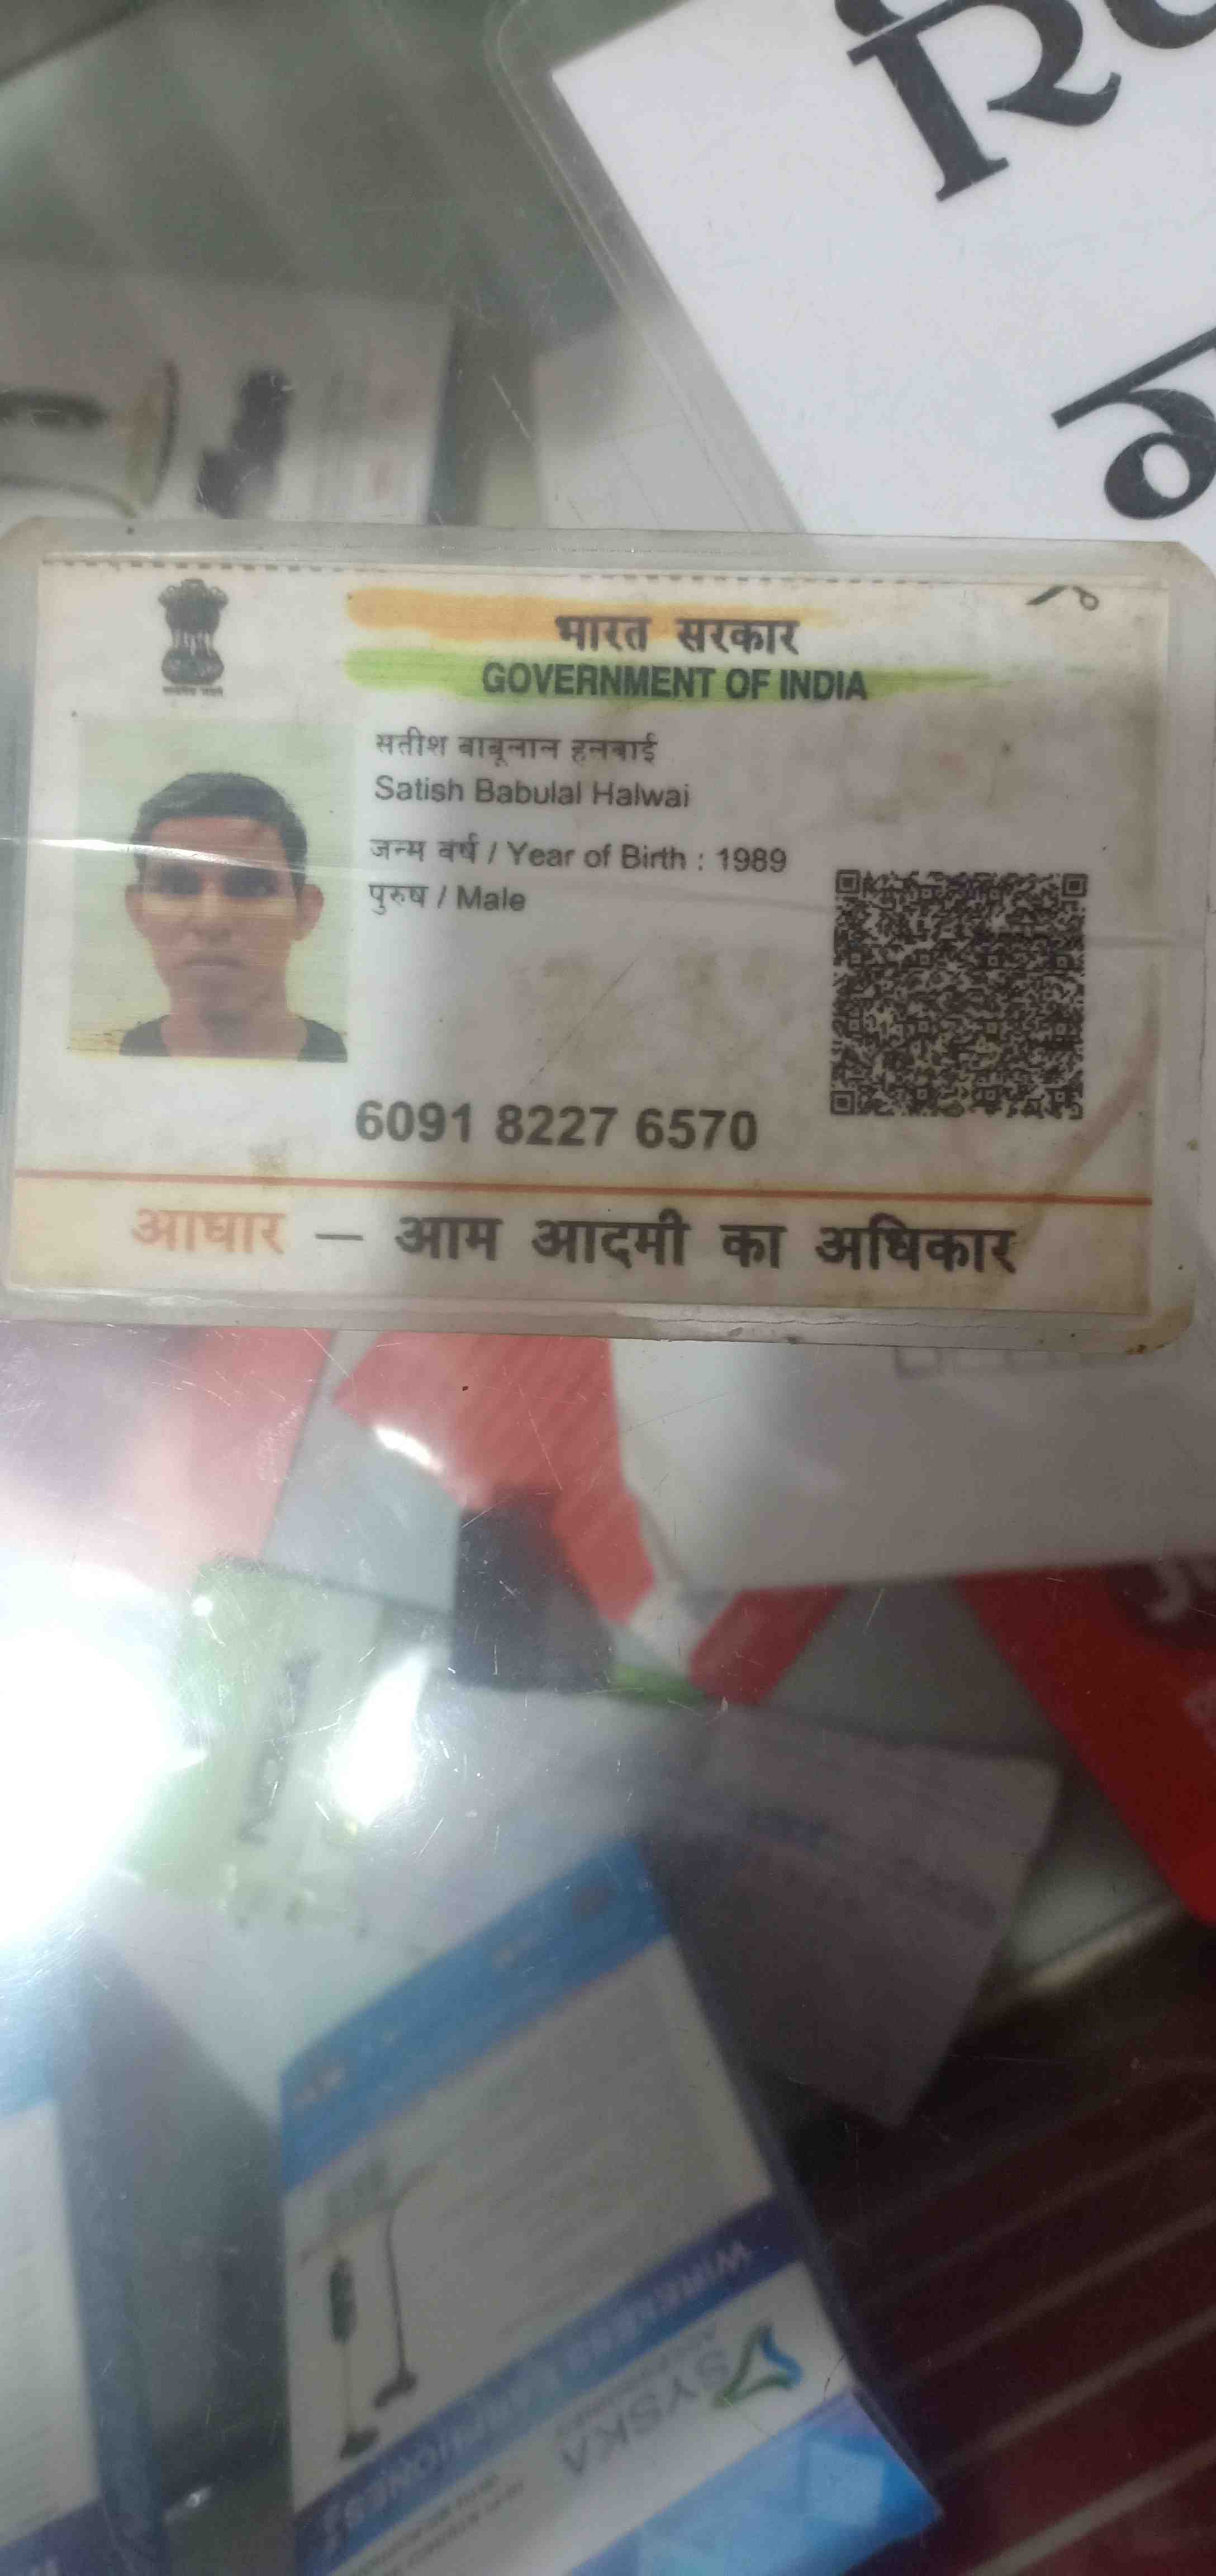 भारत सरकार
GOVERNMENT OF INDIA
सतीश बाबूलाल हलवाई
Satish Babulal Halwai
जन्म वर्ष / Year of Birth : 1989
पुरुष / Male
6091 8227 6570
आधार — आम आदमी का अधिकार
SYSKA